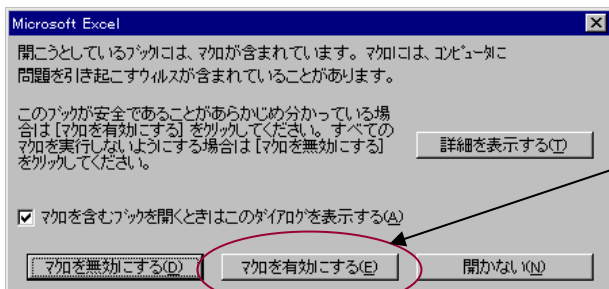 Microsoft Excel
開こうとしているブックには、マクロが含まれています。マクロには、コンピュータに
問題を引き起こすウィルスが含まれていることがあります。
このブックが安全であることがあらかじめ分かっている場
合は [マクロを有効にする] をクリックしてください。すべての
マクロを実行しないようにする場合は [マクロを無効にする]
をクリックしてください。
詳細を表示する(T)
マクロを含むブックを開くときはこのダイアログを表示する(A)
マクロを無効にする(D) マクロを有効にする(E) 開かない(N)